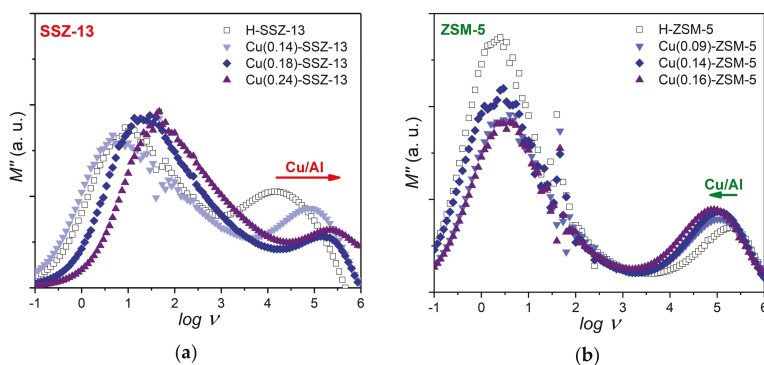 SSZ-13
H-SSZ-13
Cu(0.14)-SSZ-13
Cu(0.18)-SSZ-13
Cu(0.24)-SSZ-13
Cu/Al
M″ (a. u.)
-1 0 1 2 3 4 5 6
log ν
(a)
ZSM-5
H-ZSM-5
Cu(0.09)-ZSM-5
Cu(0.14)-ZSM-5
Cu(0.16)-ZSM-5
Cu/Al
M″ (a. u.)
-1 0 1 2 3 4 5 6
log ν
(b)